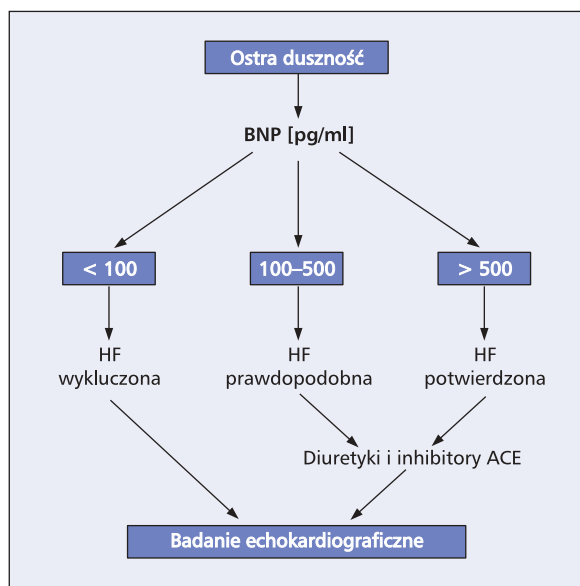 Ostra duszność
BNP [pg/ml]
< 100
100–500
> 500
HF
wykluczona
HF
prawdopodobna
HF
potwierdzona
Diuretyki i inhibitory ACE
Badanie echokardiograficzne